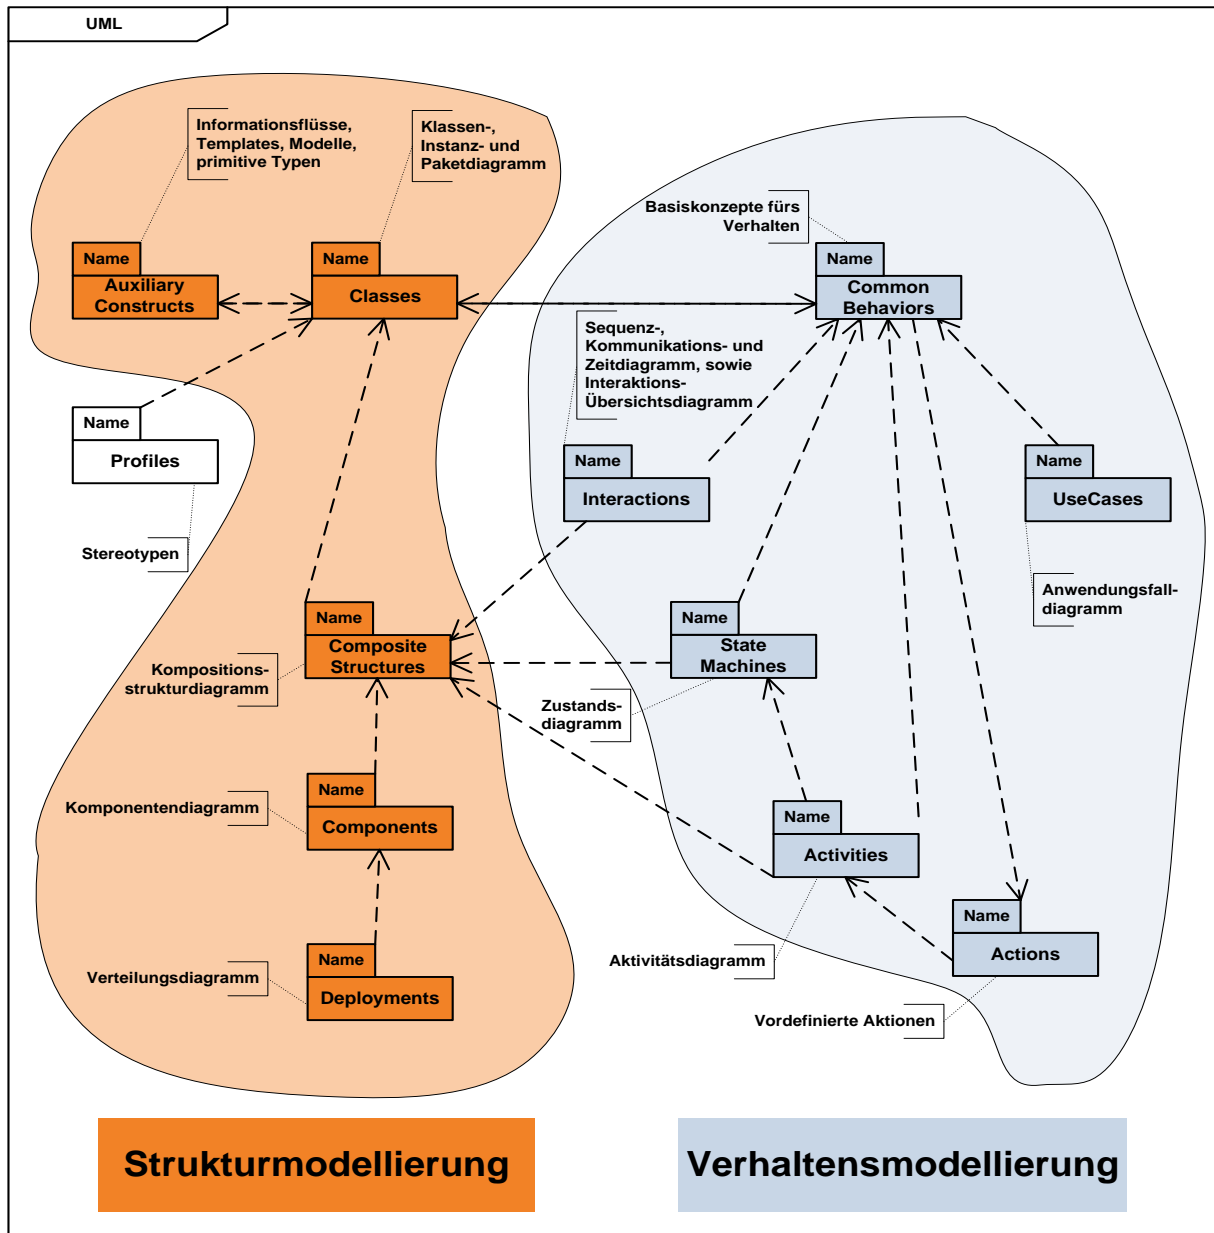 UML
Informationsflüsse,
Templates, Modelle,
primitive Typen
Klassen-,
Instanz- und
Paketdiagramm
Basiskonzepte fürs
Verhalten
Name
Auxiliary
Constructs
Name
Classes
Name
Common
Behaviors
Sequenz-,
Kommunikations- und
Zeitdiagramm, sowie
Interaktions-
Übersichtsdiagramm
Name
Profiles
Name
Interactions
Name
UseCases
Stereotypen
Anwendungsfall-
diagramm
Name
Composite
Structures
Name
State
Machines
Kompositions-
strukturdiagramm
Zustands-
diagramm
Name
Components
Komponentendiagramm
Name
Activities
Name
Deployments
Verteilungsdiagramm
Aktivitätsdiagramm
Name
Actions
Vordefinierte Aktionen
Strukturmodellierung
Verhaltensmodellierung